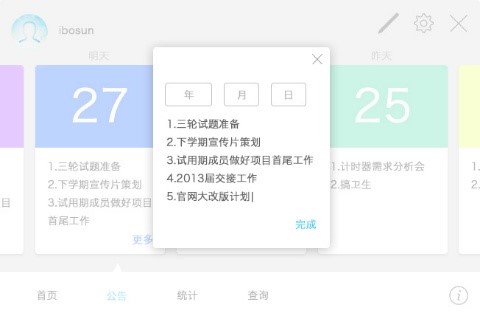 ibosun
明天
昨天
27
25
1.三轮试题准备
2.下学期宣传片策划
3.试用期成员做好项目
首尾工作
更多
年
月
日
1.三轮试题准备
2.下学期宣传片策划
3.试用期成员做好项目首尾工作
4.2013届交接工作
5.官网大改版计划
完成
1.计时器需求分析会
2.搞卫生
项目
1.
2.
首页
公告
统计
查询